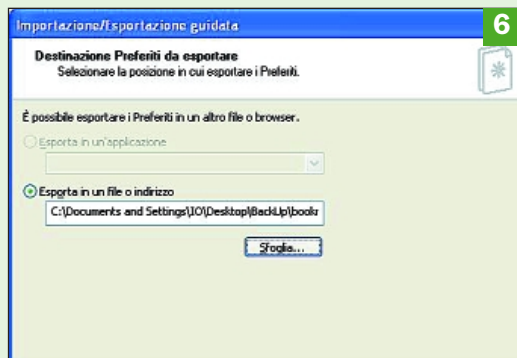 Importazione/Esportazione guidata
6
Destinazione Preferiti da esportare
Selezionare la posizione in cui esportare i Preferiti.
È possibile esportare i Preferiti in un altro file o browser.
Esporta in un'applicazione
Esporta in un file o indirizzo
C:\Documents and Settings\IO\Desktop\BackUp\bookr
Sfoglia...